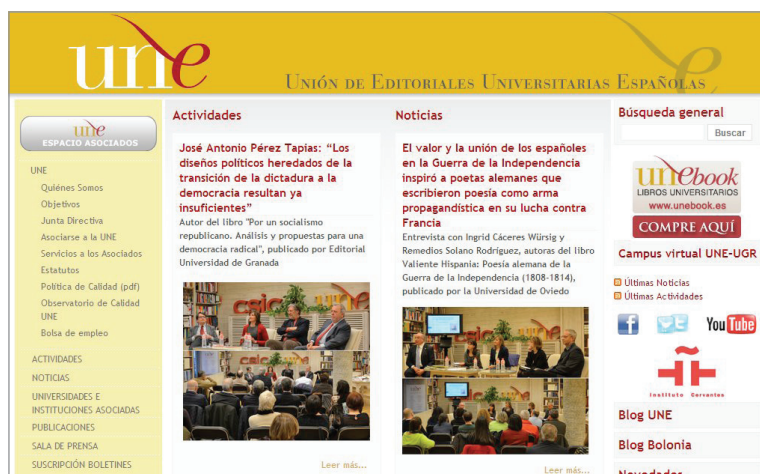 une
UNIÓN DE EDITORIALES UNIVERSITARIAS ESPAÑOLAS
une
ESPACIO ASOCIADOS
UNE
Quiénes Somos
Objetivos
Junta Directiva
Asociarse a la UNE
Servicios a los Asociados
Estatutos
Política de Calidad (pdf)
Observatorio de Calidad
UNE
Bolsa de empleo
ACTIVIDADES
NOTICIAS
UNIVERSIDADES E
INSTITUCIONES ASOCIADAS
PUBLICACIONES
SALA DE PRENSA
SUSCRIPCIÓN BOLETINES
Actividades
José Antonio Pérez Tapias: “Los
diseños políticos heredados de la
transición de la dictadura a la
democracia resultan ya
insuficientes”
Autor del libro "Por un socialismo
republicano. Análisis y propuestas para una
democracia radical", publicado por Editorial
Universidad de Granada
csic une
csic une
Leer más...
Noticias
El valor y la unión de los españoles
en la Guerra de la Independencia
inspiró a poetas alemanes que
escribieron poesía como arma
propagandística en su lucha contra
Francia
Entrevista con Ingrid Cáceres Würsig y
Remedios Solano Rodríguez, autoras del libro
Valiente Hispania: Poesía alemana de la
Guerra de la Independencia (1808-1814),
publicado por la Universidad de Oviedo
Leer más...
Búsqueda general
Buscar
unebook
LIBROS UNIVERSITARIOS
www.unebook.es
COMPRE AQUÍ
Campus virtual UNE-UGR
Últimas Noticias
Últimas Actividades
f
YouTube
Instituto Cervantes
Blog UNE
Blog Bolonia
Novedades